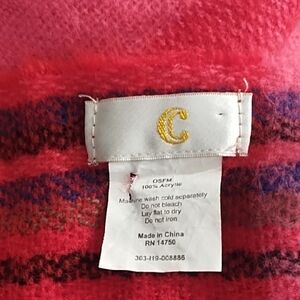 C
OSFM
100% Acrylic
Machine wash cold separately
Do not bleach
Lay flat to dry
Do not iron.
Made in China
RN 14750
303-H19-008886